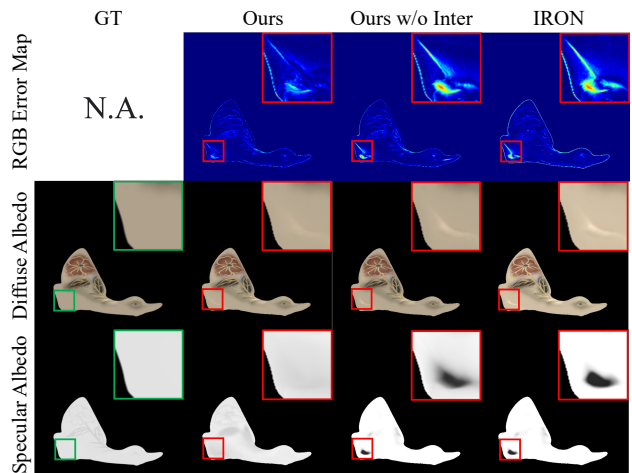 GT Ours Ours w/o Inter IRON
RGB Error Map
N.A.
Diffuse Albedo
Specular Albedo